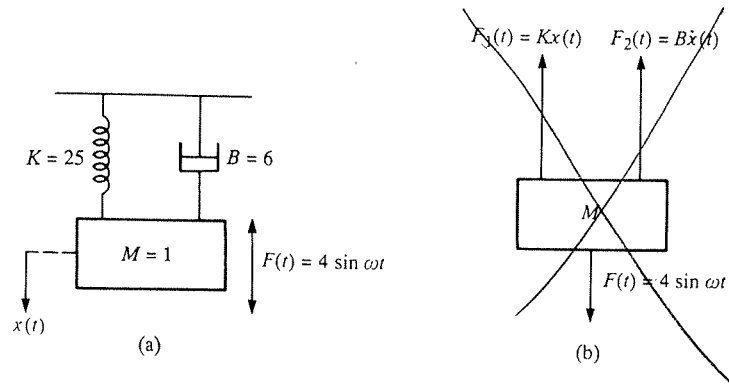 K = 25
B = 6
M = 1
F(t) = 4 sin ωt
x(t)
(a)
F₁(t) = Kx(t)
F₂(t) = Bẋ(t)
M
F(t) = 4 sin ωt
(b)